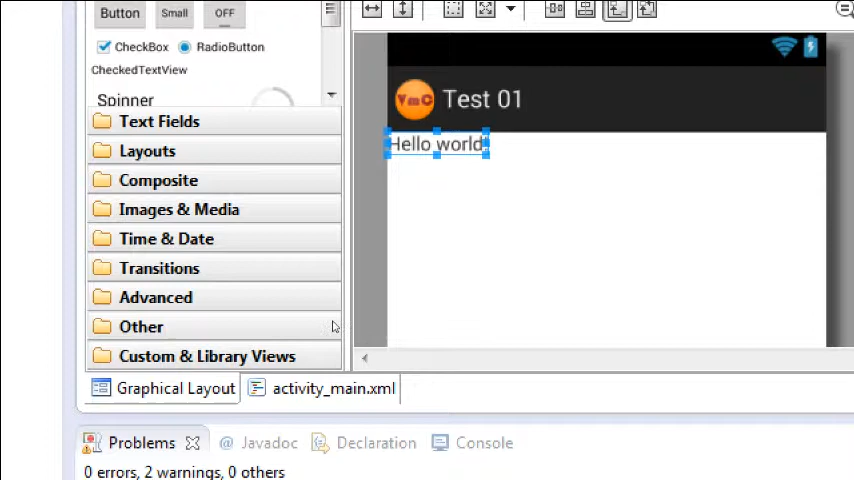 Button Small OFF
CheckBox RadioButton
CheckedTextView
Spinner
Text Fields
Layouts
Composite
Images & Media
Time & Date
Transitions
Advanced
Other
Custom & Library Views
VmC Test 01
Hello world!
Graphical Layout activity_main.xml
Problems @ Javadoc Declaration Console
0 errors, 2 warnings, 0 others